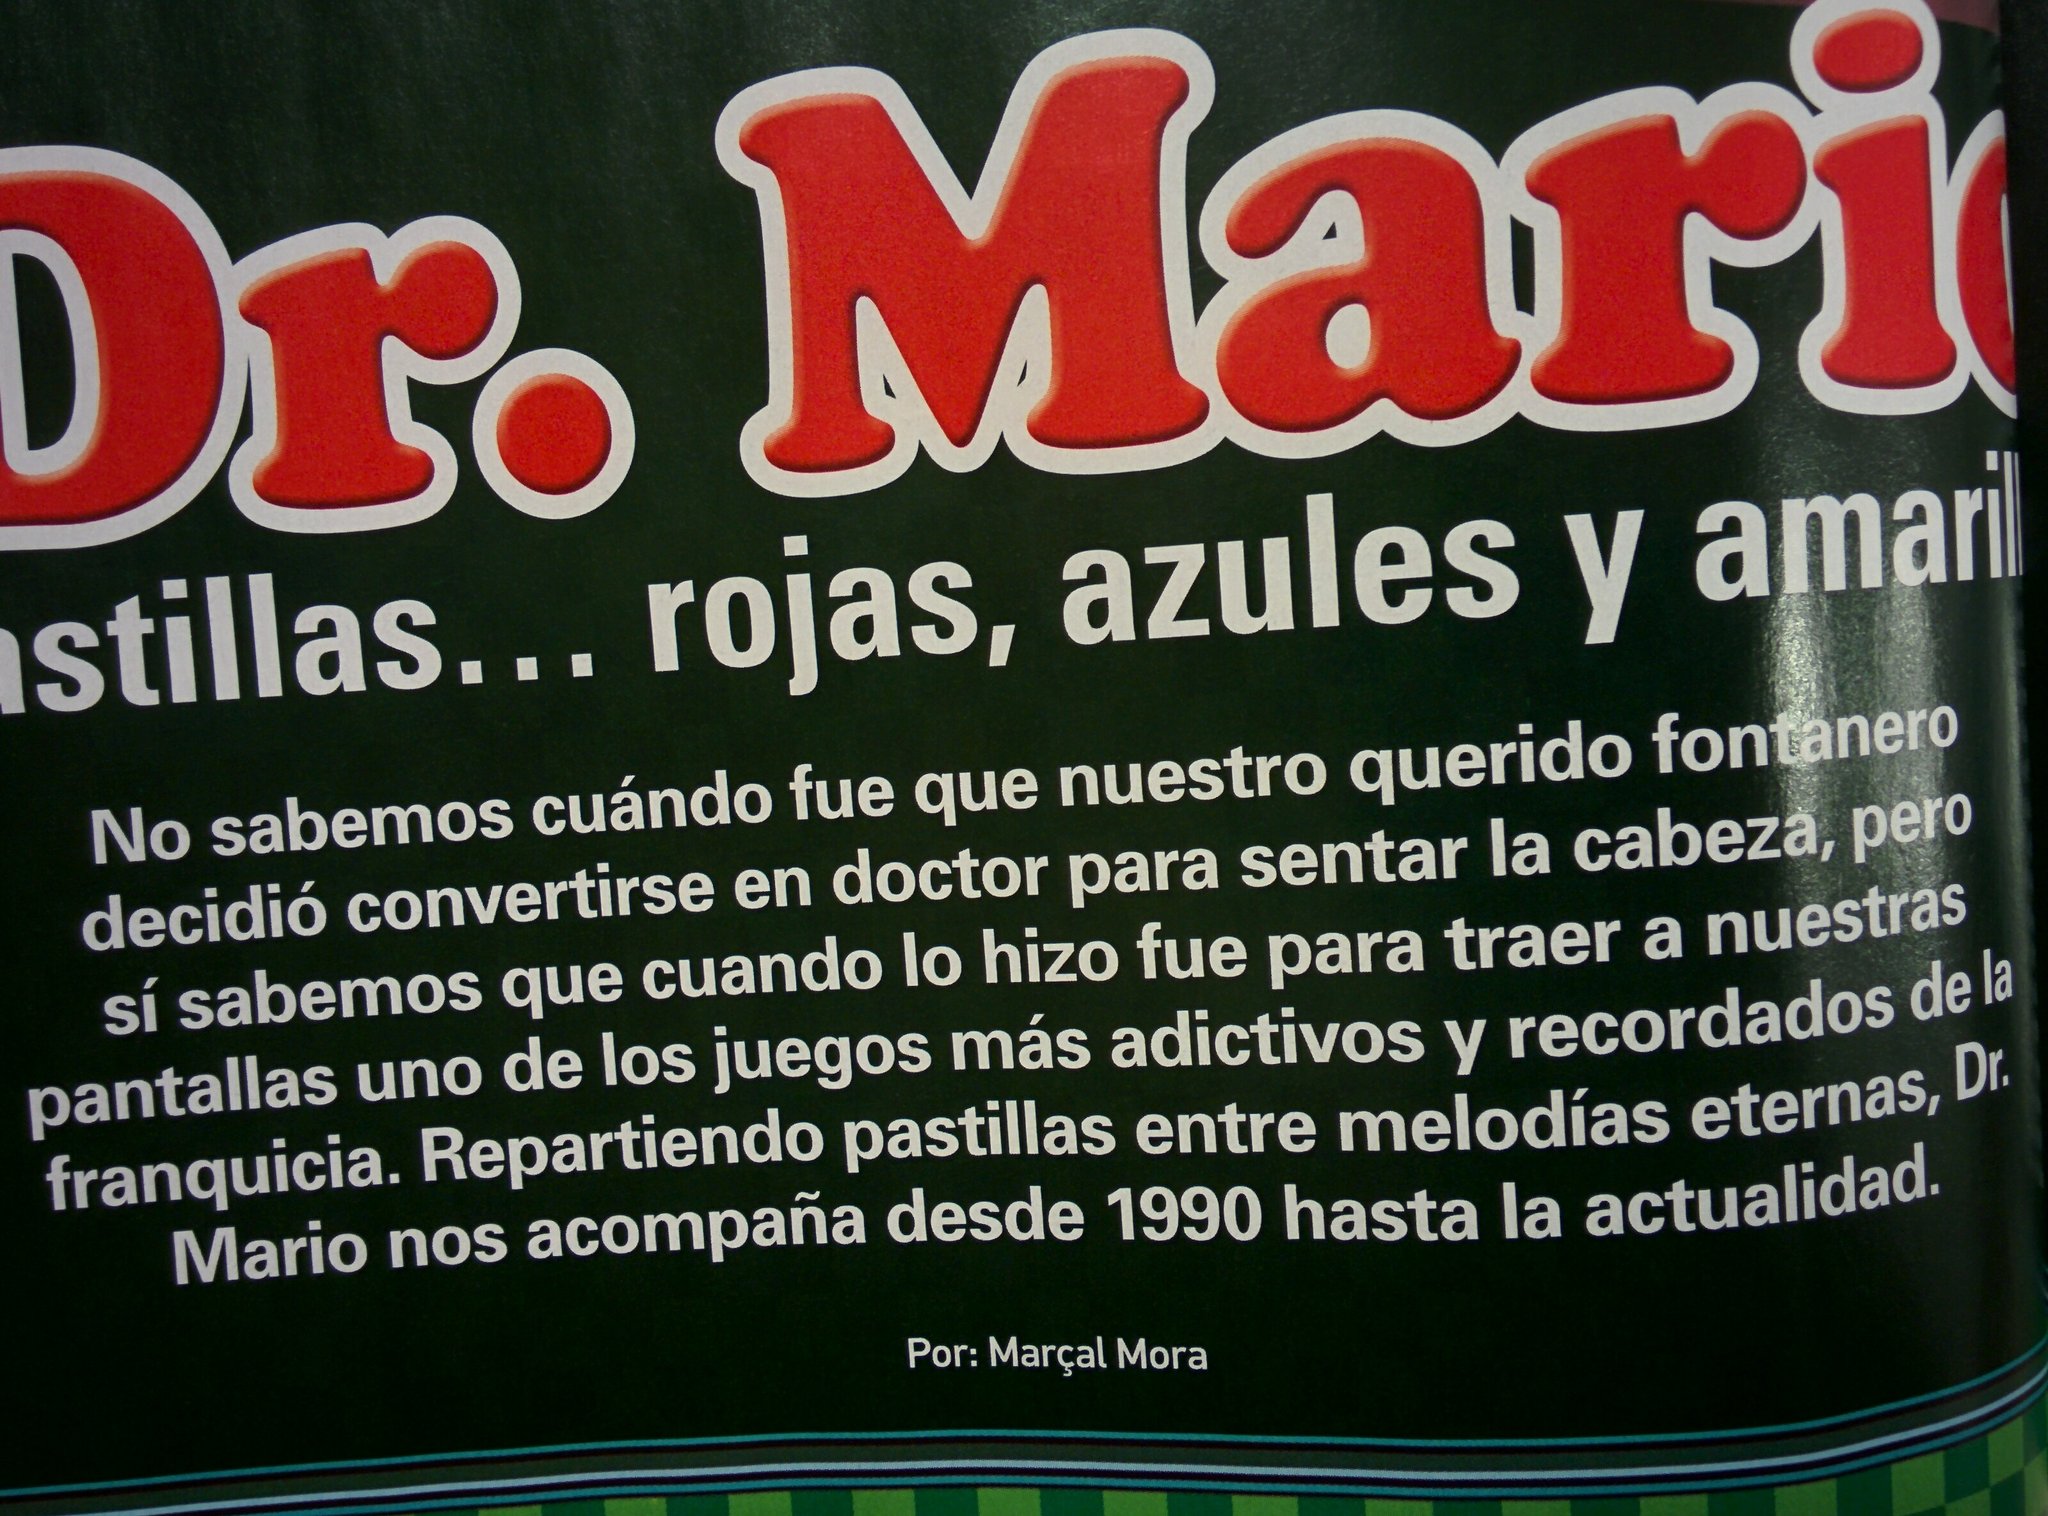 Dr. Mario
astillas... rojas, azules y amarill
No sabemos cuándo fue que nuestro querido fontanero
decidió convertirse en doctor para sentar la cabeza, pero
sí sabemos que cuando lo hizo fue para traer a nuestras
pantallas uno de los juegos más adictivos y recordados de la
franquicia. Repartiendo pastillas entre melodías eternas, Dr.
Mario nos acompaña desde 1990 hasta la actualidad.
Por: Marçal Mora